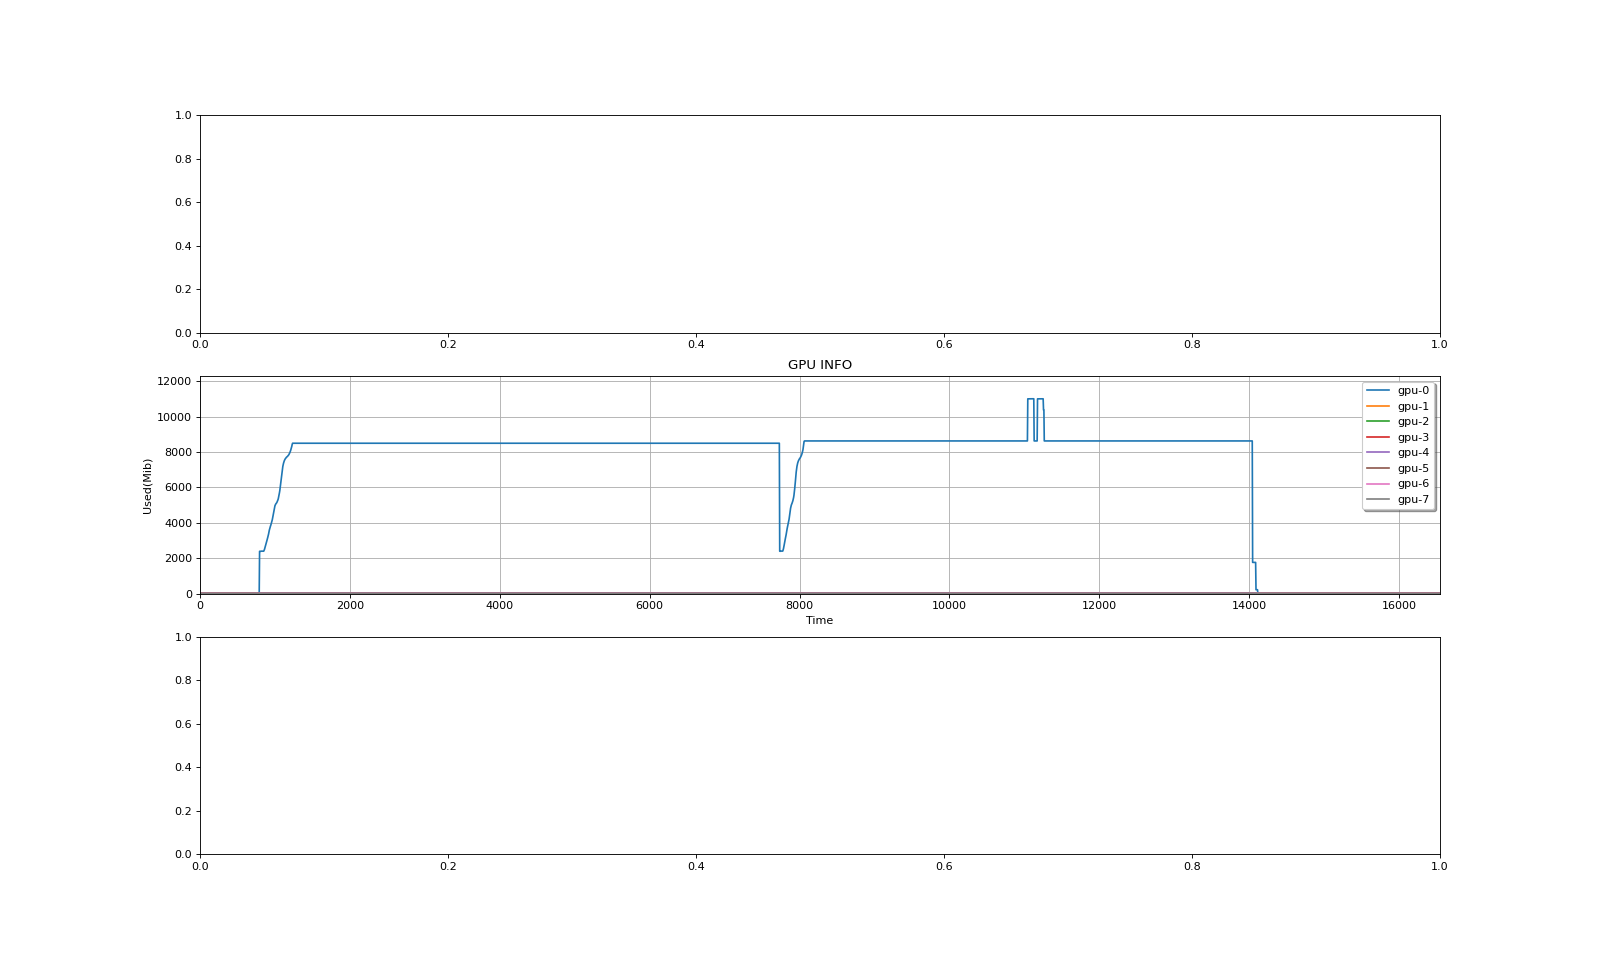 1.0
0.8
0.6
0.4
0.2
0.0
0.0 0.2 0.4 0.6 0.8 1.0
GPU INFO
12000
10000
8000
6000
4000
2000
0
Used(Mib)
gpu-0
gpu-1
gpu-2
gpu-3
gpu-4
gpu-5
gpu-6
gpu-7
0 2000 4000 6000 8000 10000 12000 14000 16000
Time
1.0
0.8
0.6
0.4
0.2
0.0
0.0 0.2 0.4 0.6 0.8 1.0